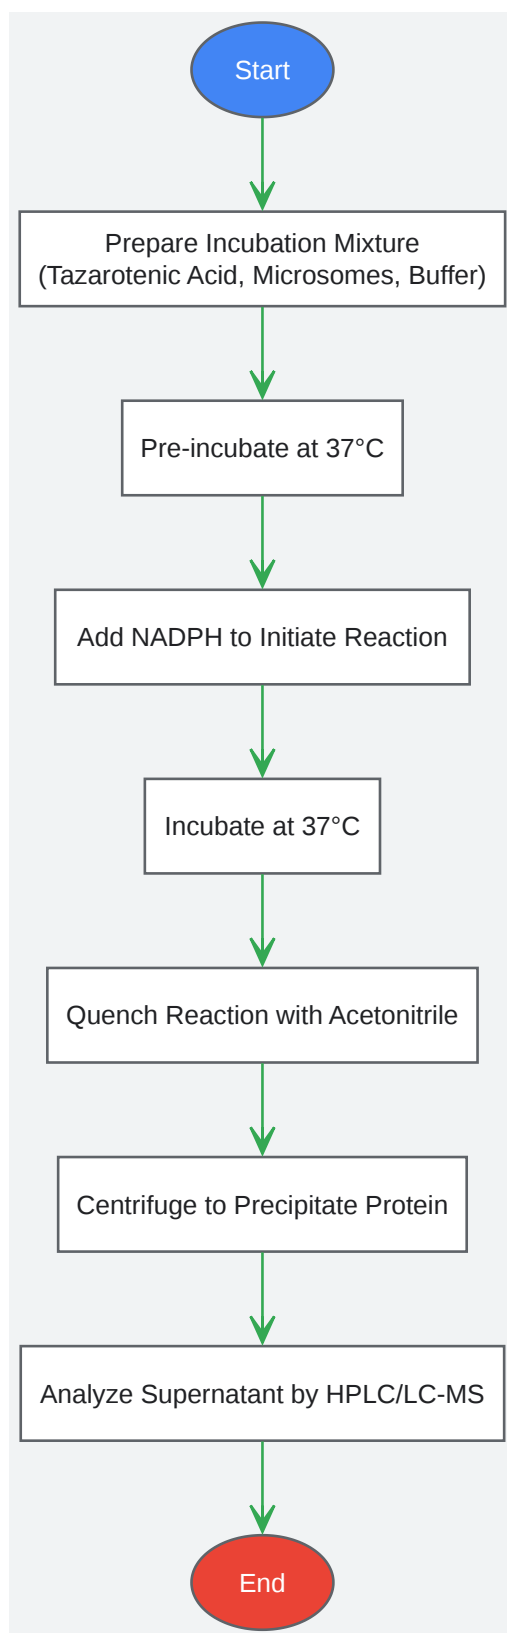 Start
Prepare Incubation Mixture
(Tazarotenic Acid, Microsomes, Buffer)
Pre-incubate at 37°C
Add NADPH to Initiate Reaction
Incubate at 37°C
Quench Reaction with Acetonitrile
Centrifuge to Precipitate Protein
Analyze Supernatant by HPLC/LC-MS
End